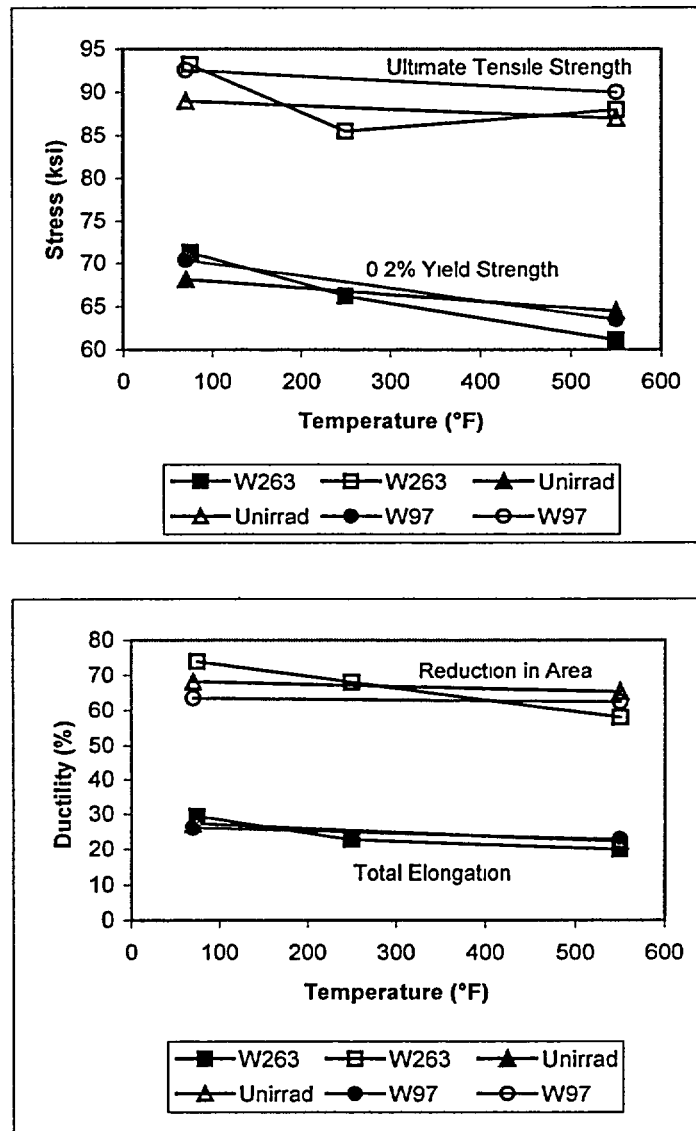 95
90
85
80
75
70
65
60
Stress (ksi)
Ultimate Tensile Strength
0 2% Yield Strength
0 100 200 300 400 500 600
Temperature (°F)
W263 W263 Unirrad
Unirrad W97 W97
80
70
60
50
40
30
20
10
0
Ductility (%)
Reduction in Area
Total Elongation
0 100 200 300 400 500 600
Temperature (°F)
W263 W263 Unirrad
Unirrad W97 W97